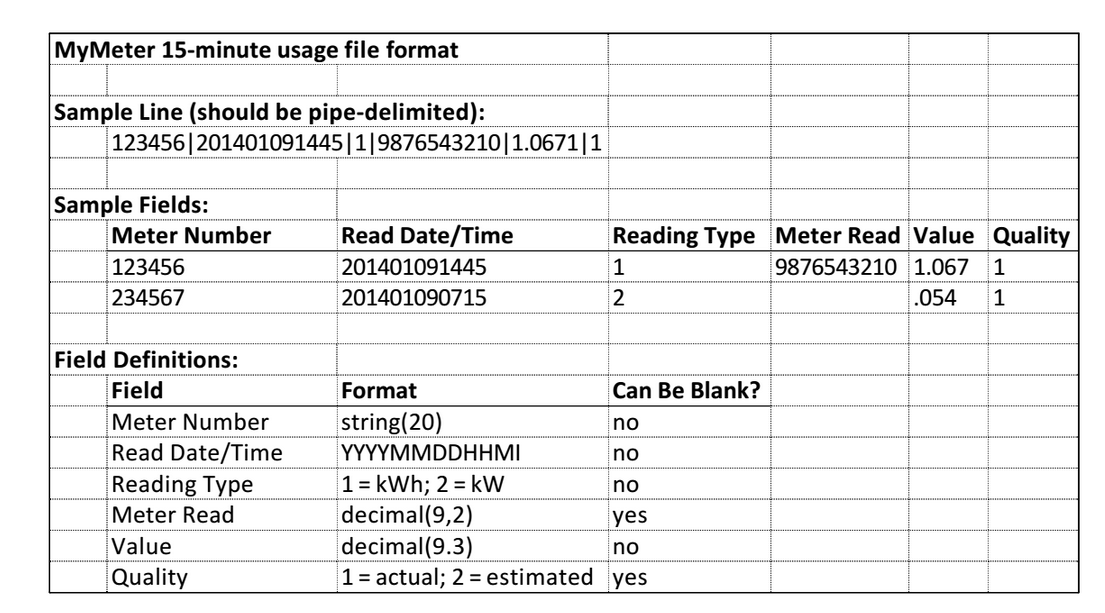 MyMeter 15-minute usage file format
Sample Line (should be pipe-delimited):
123456|201401091445|1|9876543210|1.0671|1
Sample Fields:
Meter Number Read Date/Time Reading Type Meter Read Value Quality
123456 201401091445 1 9876543210 1.067 1
234567 201401090715 2 .054 1
Field Definitions:
Field Format Can Be Blank?
Meter Number string(20) no
Read Date/Time YYYYMMDDHHMI no
Reading Type 1 = kWh; 2 = kW no
Meter Read decimal(9,2) yes
Value decimal(9.3) no
Quality 1 = actual; 2 = estimated yes